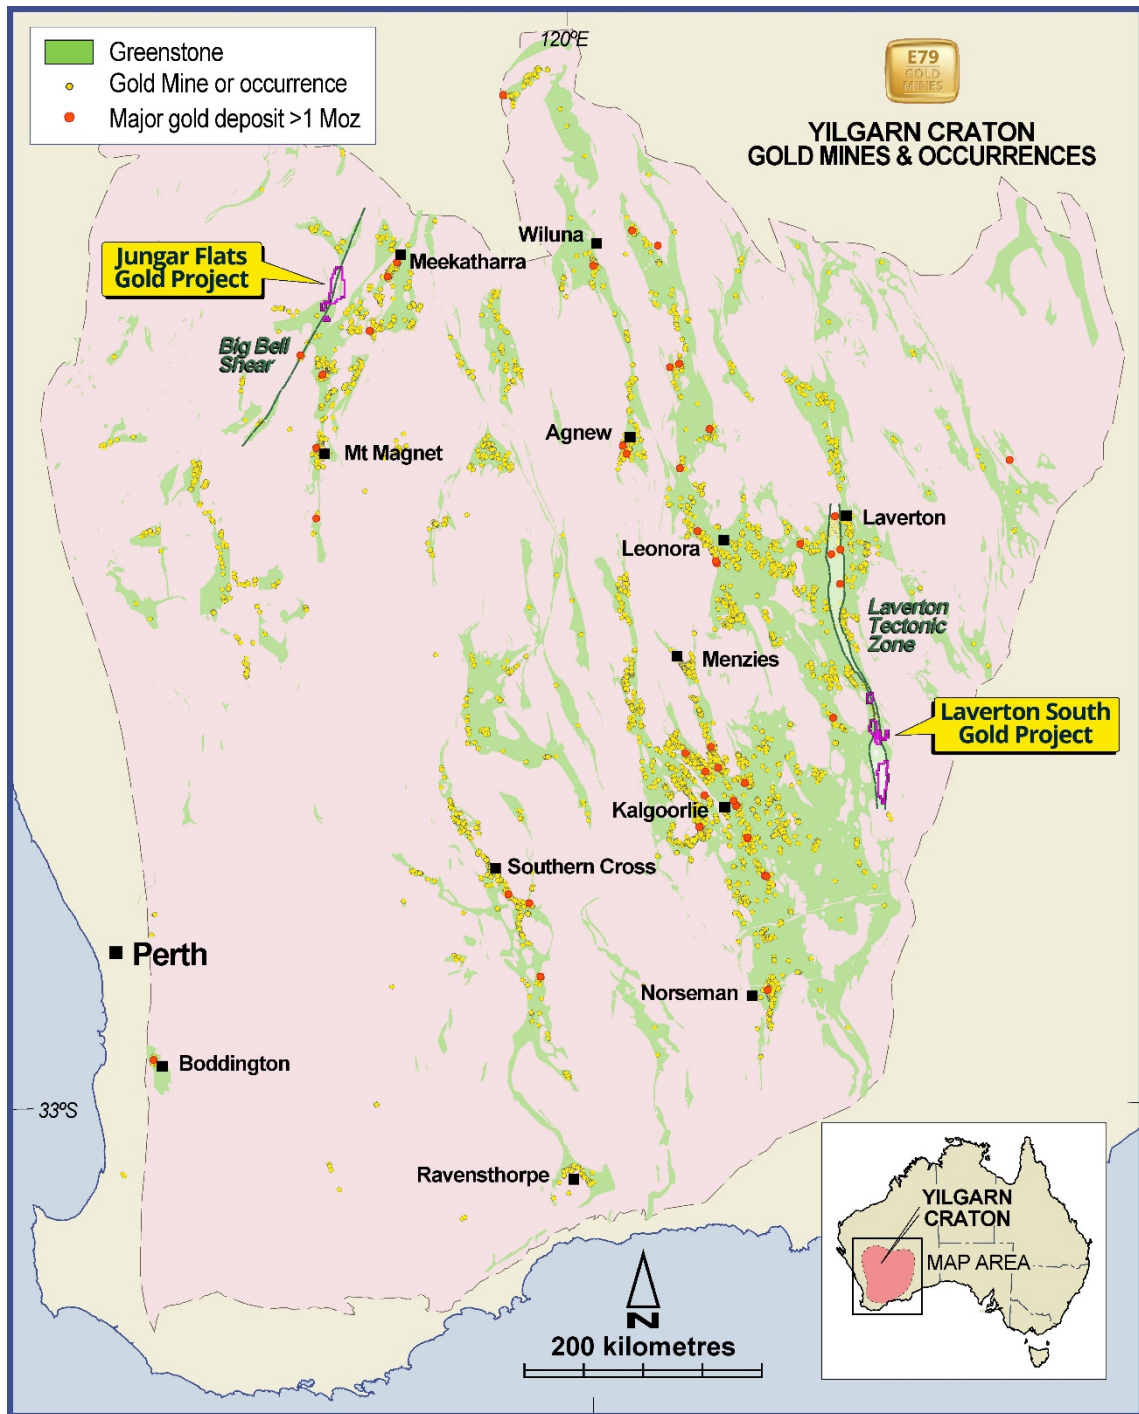 120ºE
Greenstone
Gold Mine or occurrence
Major gold deposit >1 Moz
E79
GOLD
MINES
YILGARN CRATON
GOLD MINES & OCCURRENCES
Wiluna
Jungar Flats
Gold Project
Meekatharra
Big Bell
Shear
Agnew
Mt Magnet
Laverton
Leonora
Laverton
Tectonic
Zone
Menzies
Laverton South
Gold Project
Kalgoorlie
Southern Cross
Perth
Norseman
Boddington
33ºS
Ravensthorpe
YILGARN
CRATON
MAP AREA
N
200 kilometres